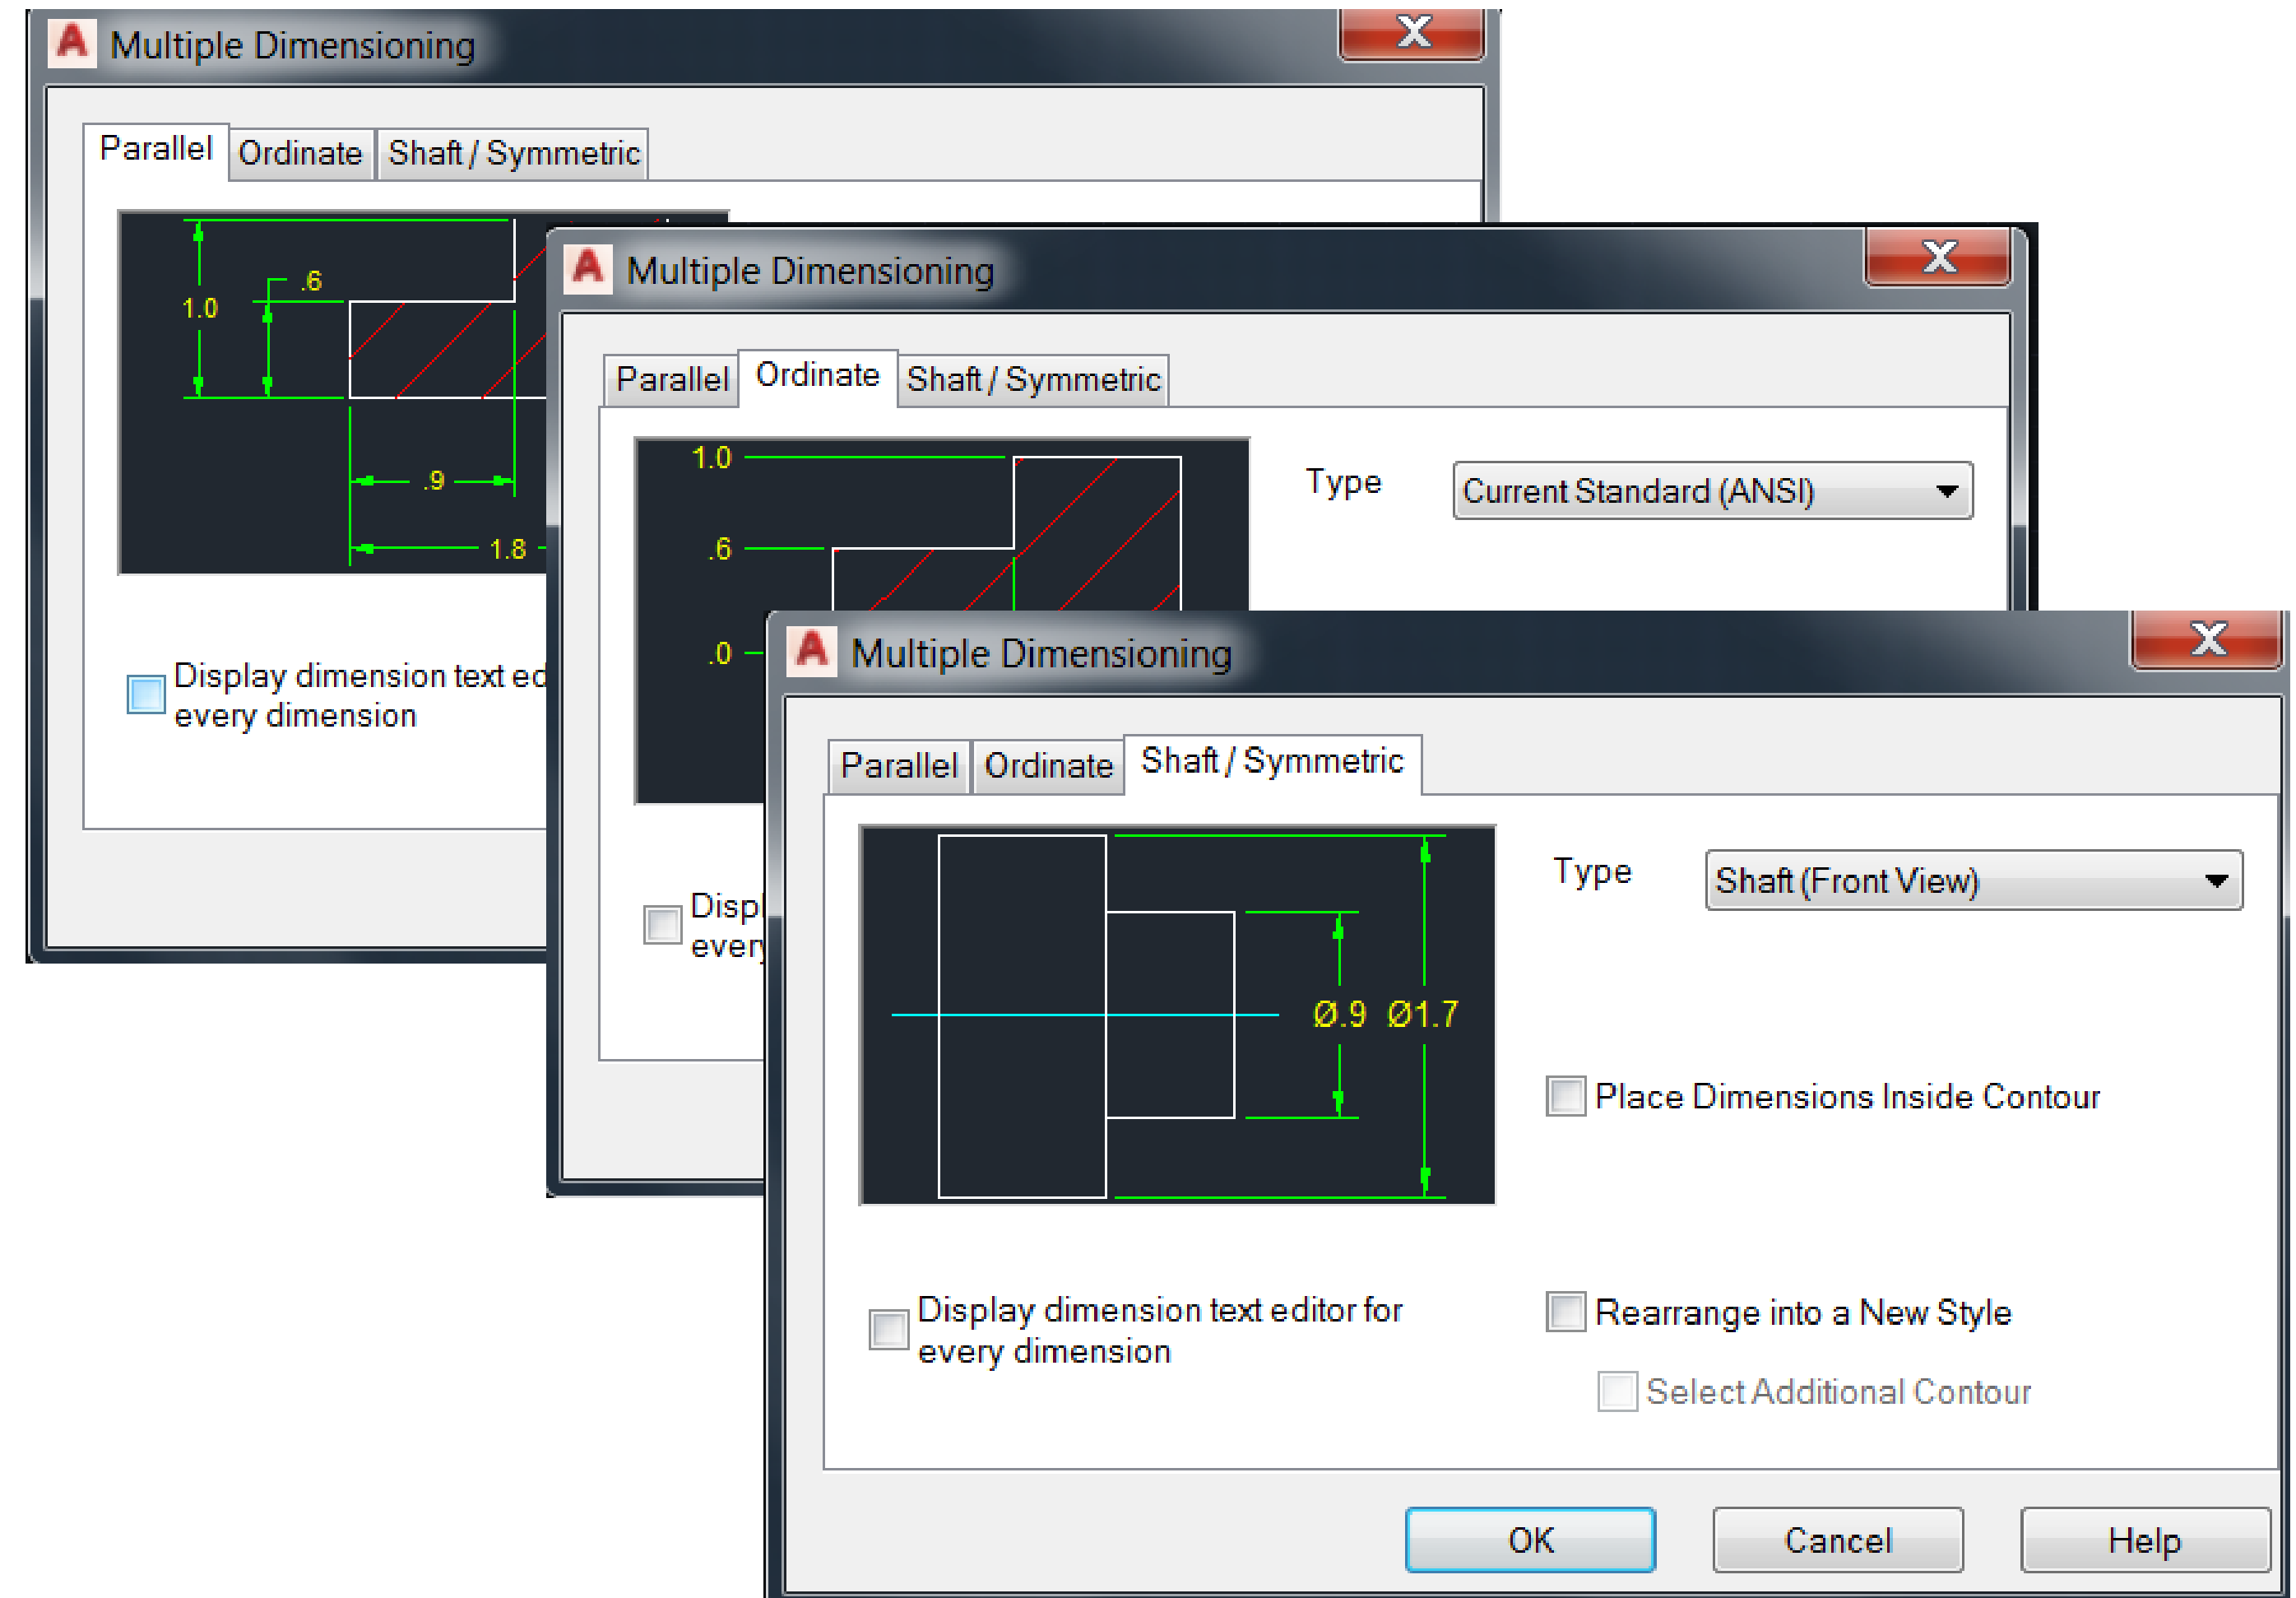 Multiple Dimensioning
Parallel Ordinate Shaft / Symmetric
.6
1.0
.9
1.8
Display dimension text
every dimension
Multiple Dimensioning
Parallel Ordinate Shaft / Symmetric
1.0
.6
.0
Type Current Standard (ANSI)
Multiple Dimensioning
Parallel Ordinate Shaft / Symmetric
Ø.9 Ø1.7
Type Shaft (Front View)
Place Dimensions Inside Contour
Display dimension text editor for
every dimension
Rearrange into a New Style
Select Additional Contour
OK Cancel Help